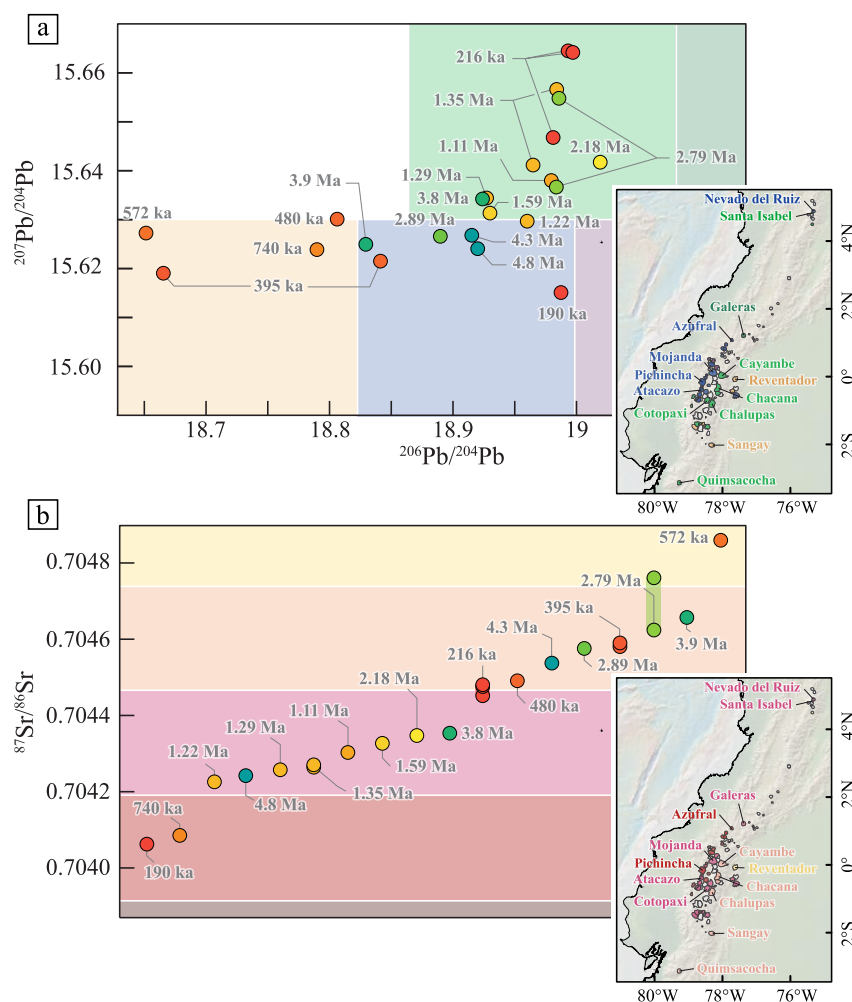 a
15.66
15.64
15.62
15.60
²⁰⁷Pb/²⁰⁴Pb
216 ka
1.35 Ma
1.11 Ma
2.18 Ma
2.79 Ma
1.29 Ma
3.9 Ma
3.8 Ma
1.59 Ma
572 ka
480 ka
2.89 Ma
1.22 Ma
740 ka
4.3 Ma
4.8 Ma
395 ka
190 ka
18.7
18.8
18.9
19
²⁰⁶Pb/²⁰⁴Pb
Nevado del Ruiz
Santa Isabel
4°N
2°N
Galeras
Azufral
Mojanda
Cayambe
0°
Pichincha
Reventador
Atacazo
Chacana
Cotopaxi
Chalupas
Sangay
2°S
Quimsacocha
80°W
78°W
76°W
b
0.7048
0.7046
0.7044
0.7042
0.7040
⁸⁷Sr/⁸⁶Sr
572 ka
2.79 Ma
395 ka
4.3 Ma
3.9 Ma
216 ka
2.89 Ma
2.18 Ma
480 ka
1.11 Ma
3.8 Ma
1.29 Ma
1.59 Ma
1.22 Ma
1.35 Ma
4.8 Ma
740 ka
190 ka
Nevado del Ruiz
Santa Isabel
4°N
2°N
Galeras
Azufral
Mojanda
Cayambe
0°
Pichincha
Reventador
Atacazo
Chacana
Cotopaxi
Chalupas
Sangay
2°S
Quimsacocha
80°W
78°W
76°W